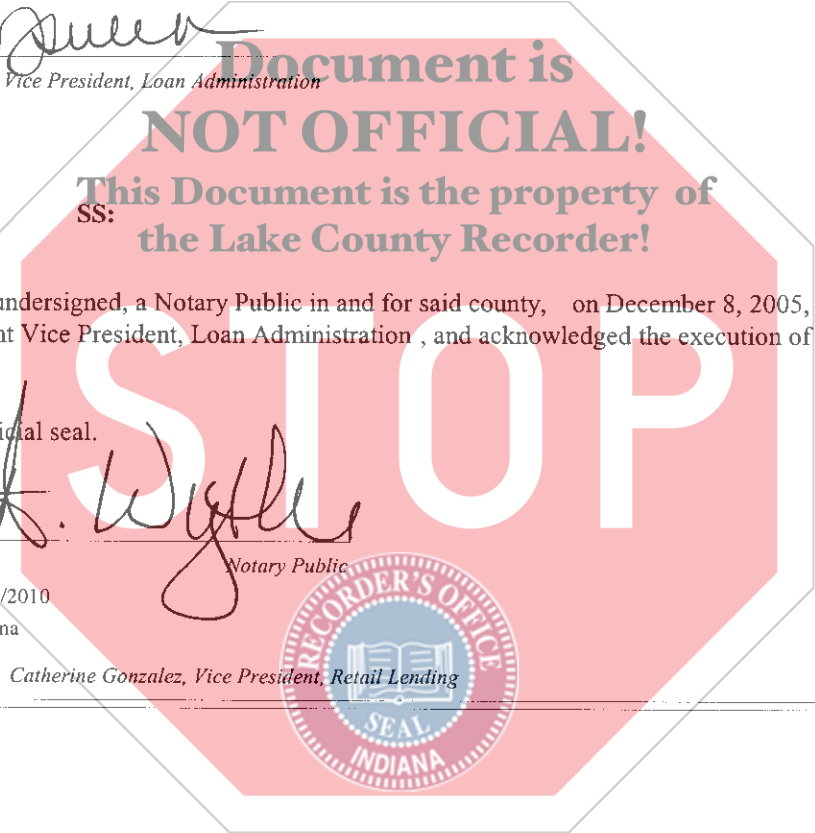 Document is
Vice President, Loan Administration
NOT OFFICIAL!
This Document is the property of
SS:
the Lake County Recorder!
undersigned, a Notary Public in and for said county, on December 8, 2005,
nt Vice President, Loan Administration , and acknowledged the execution of
STOP
icial seal.
Notary Public
/2010
na
RECORDER'S OFFICE
Catherine Gonzalez, Vice President, Retail Lending
SEAL
INDIANA